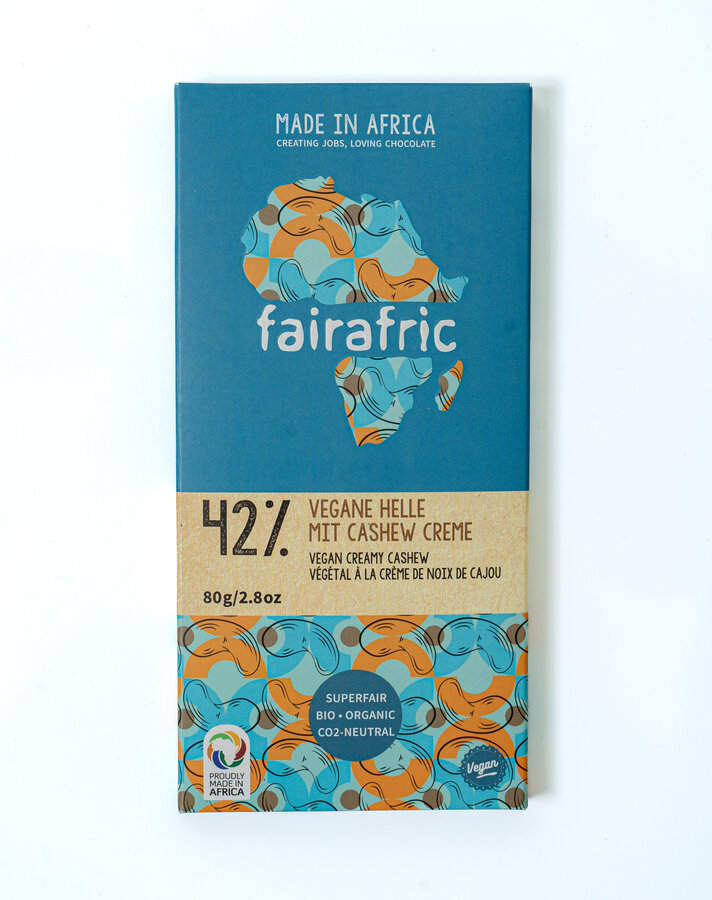 MADE IN AFRICA
CREATING JOBS, LOVING CHOCOLATE
fairafric
42%
VEGANE HELLE
MIT CASHEW CREME
VEGAN CREAMY CASHEW
VÉGÉTAL À LA CRÈME DE NOIX DE CAJOU
80g/2.8oz
SUPERFAIR
BIO • ORGANIC
CO2-NEUTRAL
PROUDLY
MADE IN
AFRICA
Vegan